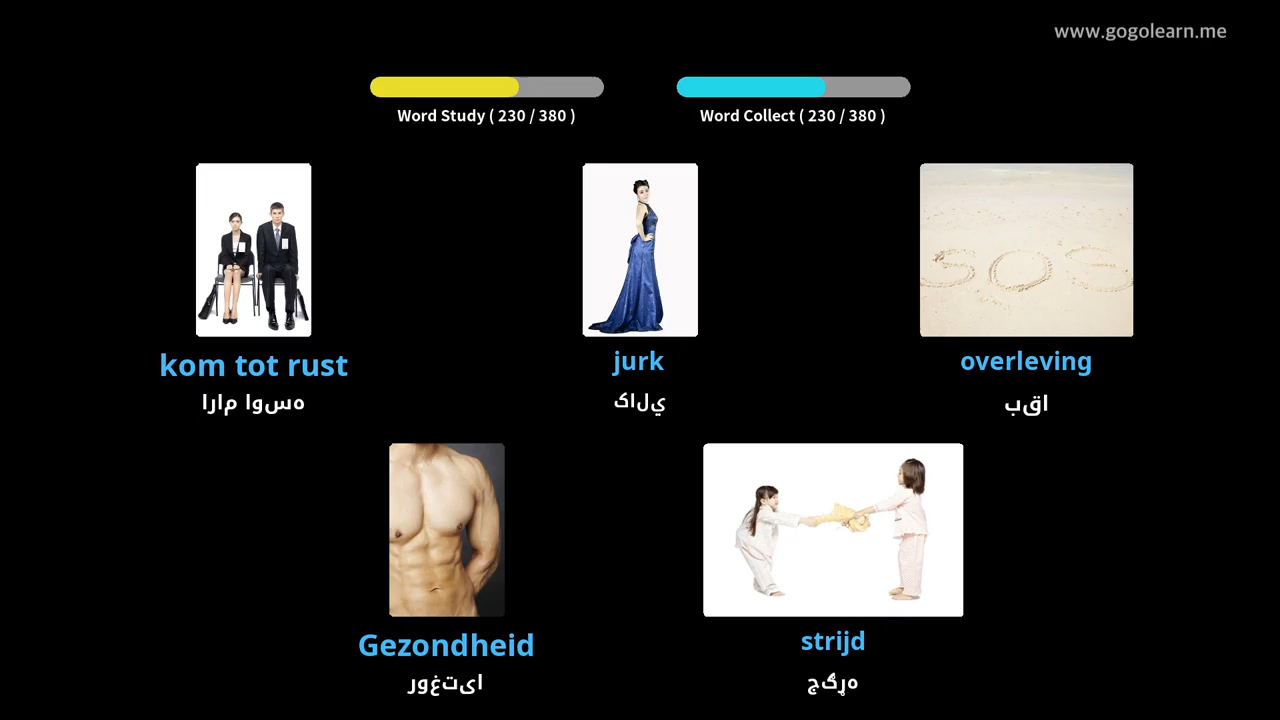 www.gogolearn.me
Word Study ( 230 / 380 )
Word Collect ( 230 / 380 )
kom tot rust
ارام اوسه
jurk
کالي
overleving
بقا
Gezondheid
روغتیا
strijd
جګړه